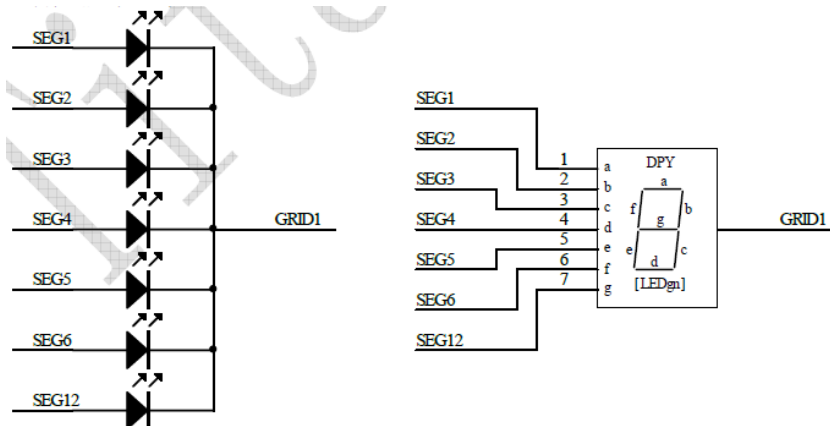 SEG1
SEG2
SEG3
SEG4
SEG5
SEG6
SEG12
GRID1
SEG1
SEG2
SEG3
SEG4
SEG5
SEG6
SEG12
1
2
3
4
5
6
7
a
b
c
d
e
f
g
DPY
a
f b
g
e c
d
[LEDgn]
GRID1